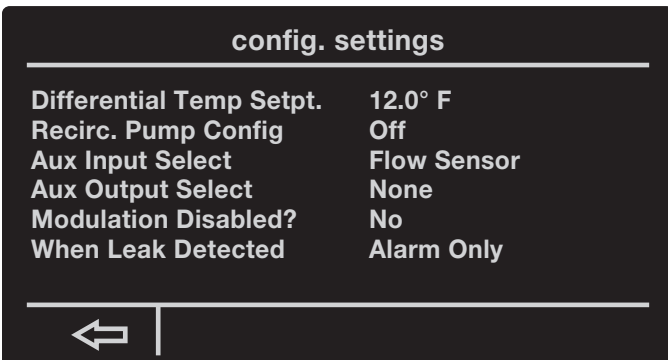 config. settings
Differential Temp Setpt. 12.0° F
Recirc. Pump Config Off
Aux Input Select Flow Sensor
Aux Output Select None
Modulation Disabled? No
When Leak Detected Alarm Only